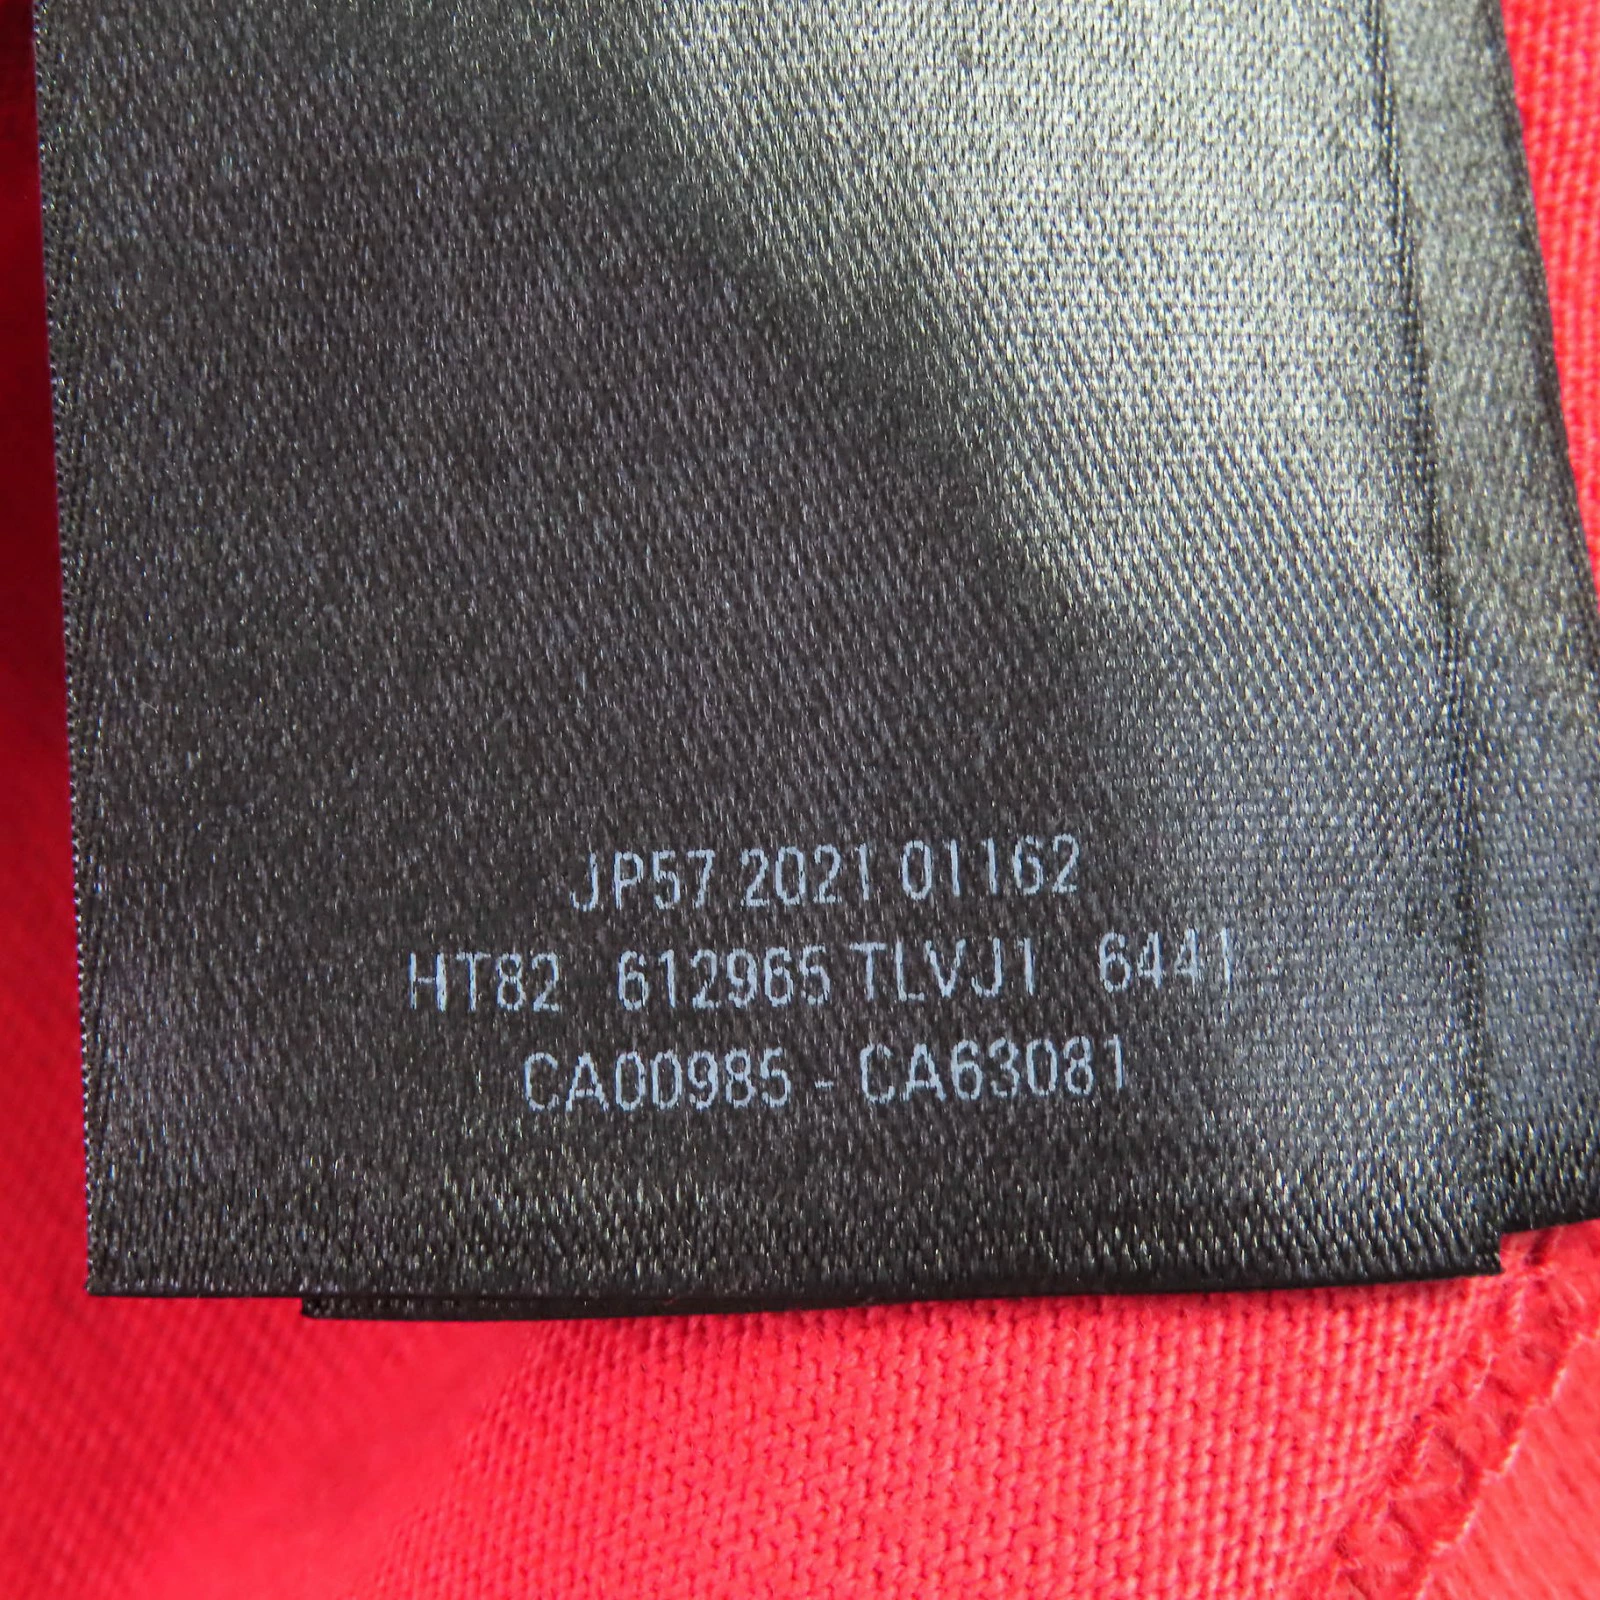 JP57 2021 01162
HT82 612965 TLVJ1 6441
CA00985 - CA63081